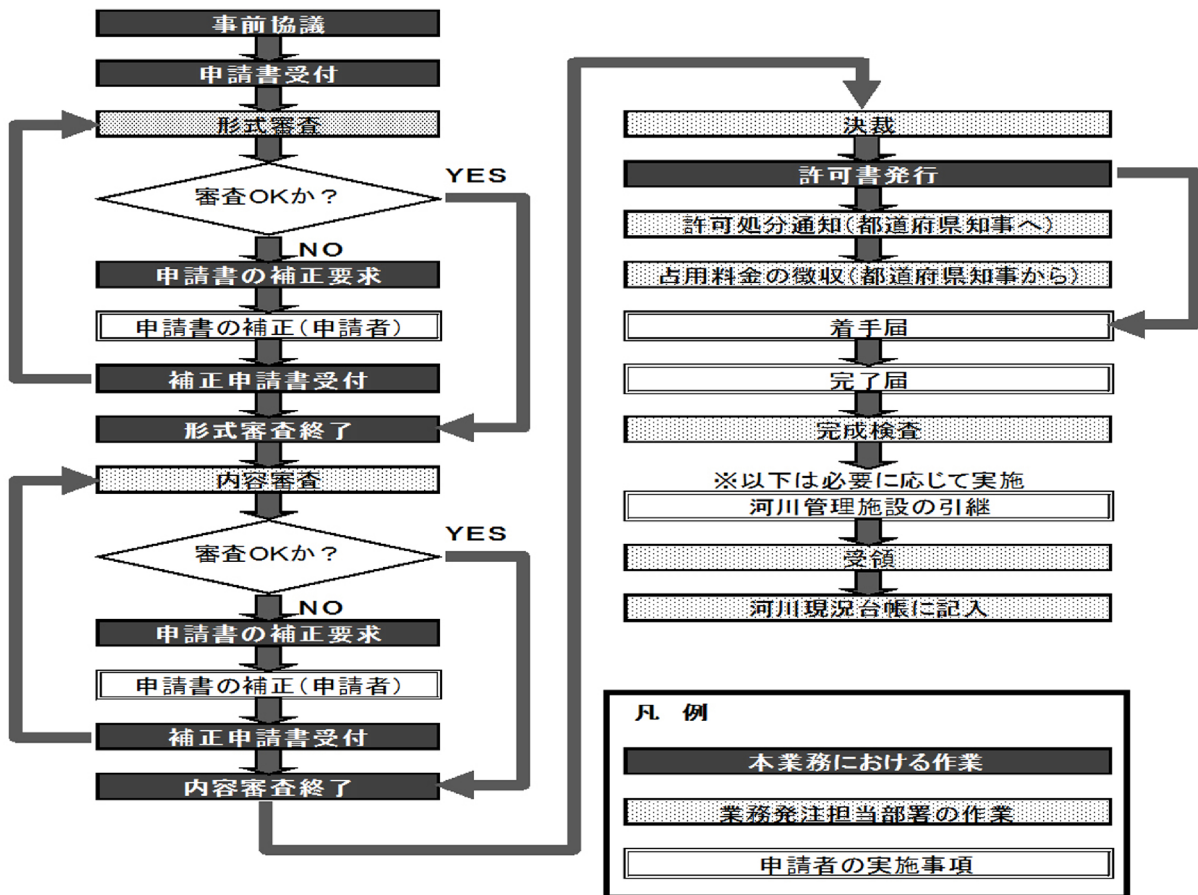 事前協議
申請書受付
形式審査
審査OKか？
YES
NO
申請書の補正要求
申請書の補正（申請者）
補正申請書受付
形式審査終了
内容審査
審査OKか？
YES
NO
申請書の補正要求
申請書の補正（申請者）
補正申請書受付
内容審査終了
決裁
許可書発行
許可処分通知（都道府県知事へ）
占用料金の徴収（都道府県知事から）
着手届
完了届
完成検査
※以下は必要に応じて実施
河川管理施設の引継
受領
河川現況台帳に記入
凡 例
本業務における作業
業務発注担当部署の作業
申請者の実施事項